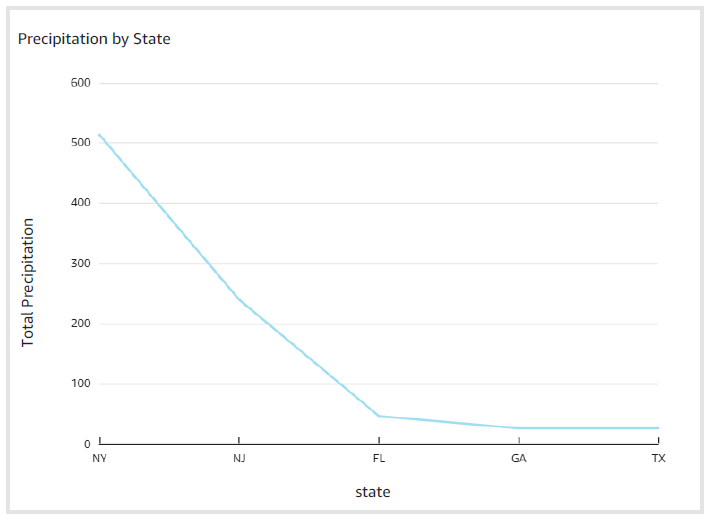 Precipitation by State
600
500
400
300
200
100
0
Total Precipitation
NY NJ FL GA TX
state